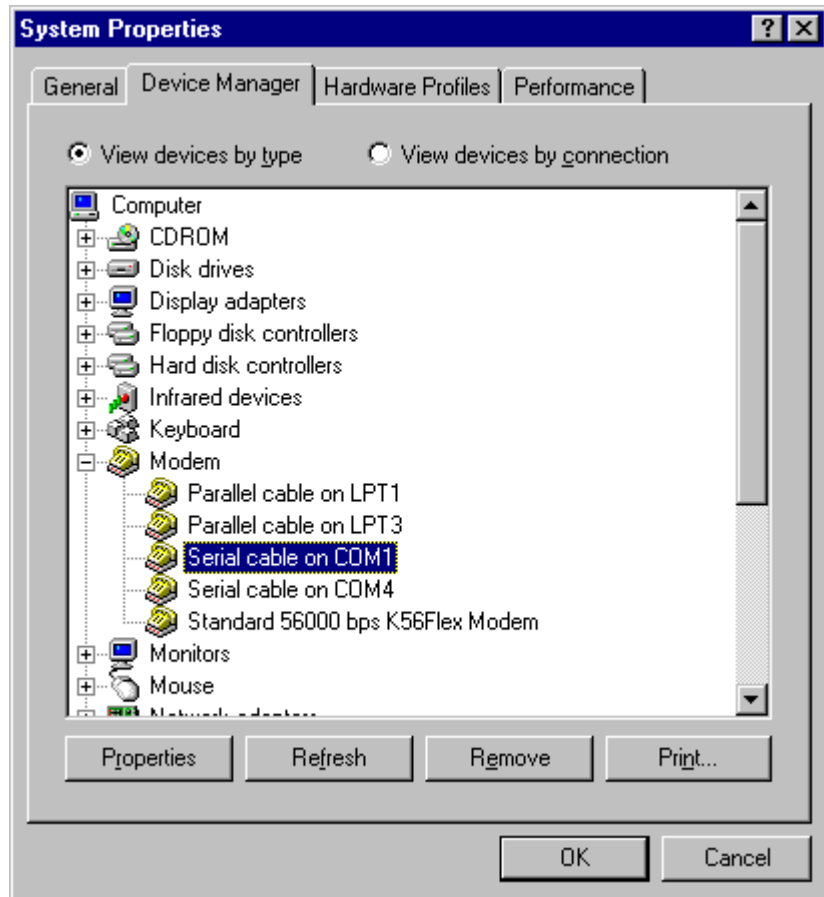 System Properties
General Device Manager Hardware Profiles Performance
View devices by type View devices by connection
Computer
CDROM
Disk drives
Display adapters
Floppy disk controllers
Hard disk controllers
Infrared devices
Keyboard
Modem
Parallel cable on LPT1
Parallel cable on LPT3
Serial cable on COM1
Serial cable on COM4
Standard 56000 bps K56Flex Modem
Monitors
Mouse
Network adapters
Properties Refresh Remove Print...
OK Cancel